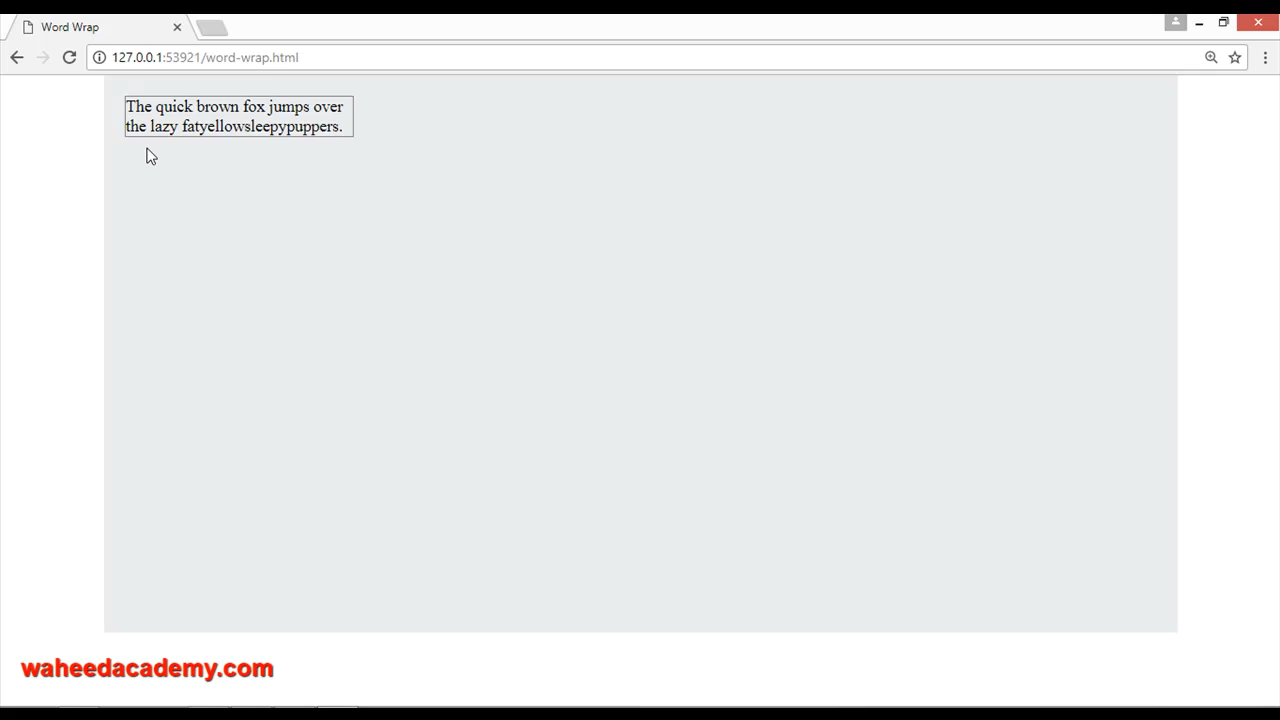 Word Wrap
127.0.0.1:53921/word-wrap.html
The quick brown fox jumps over
the lazy fatyellowsleepypuppers.
waheedacademy.com